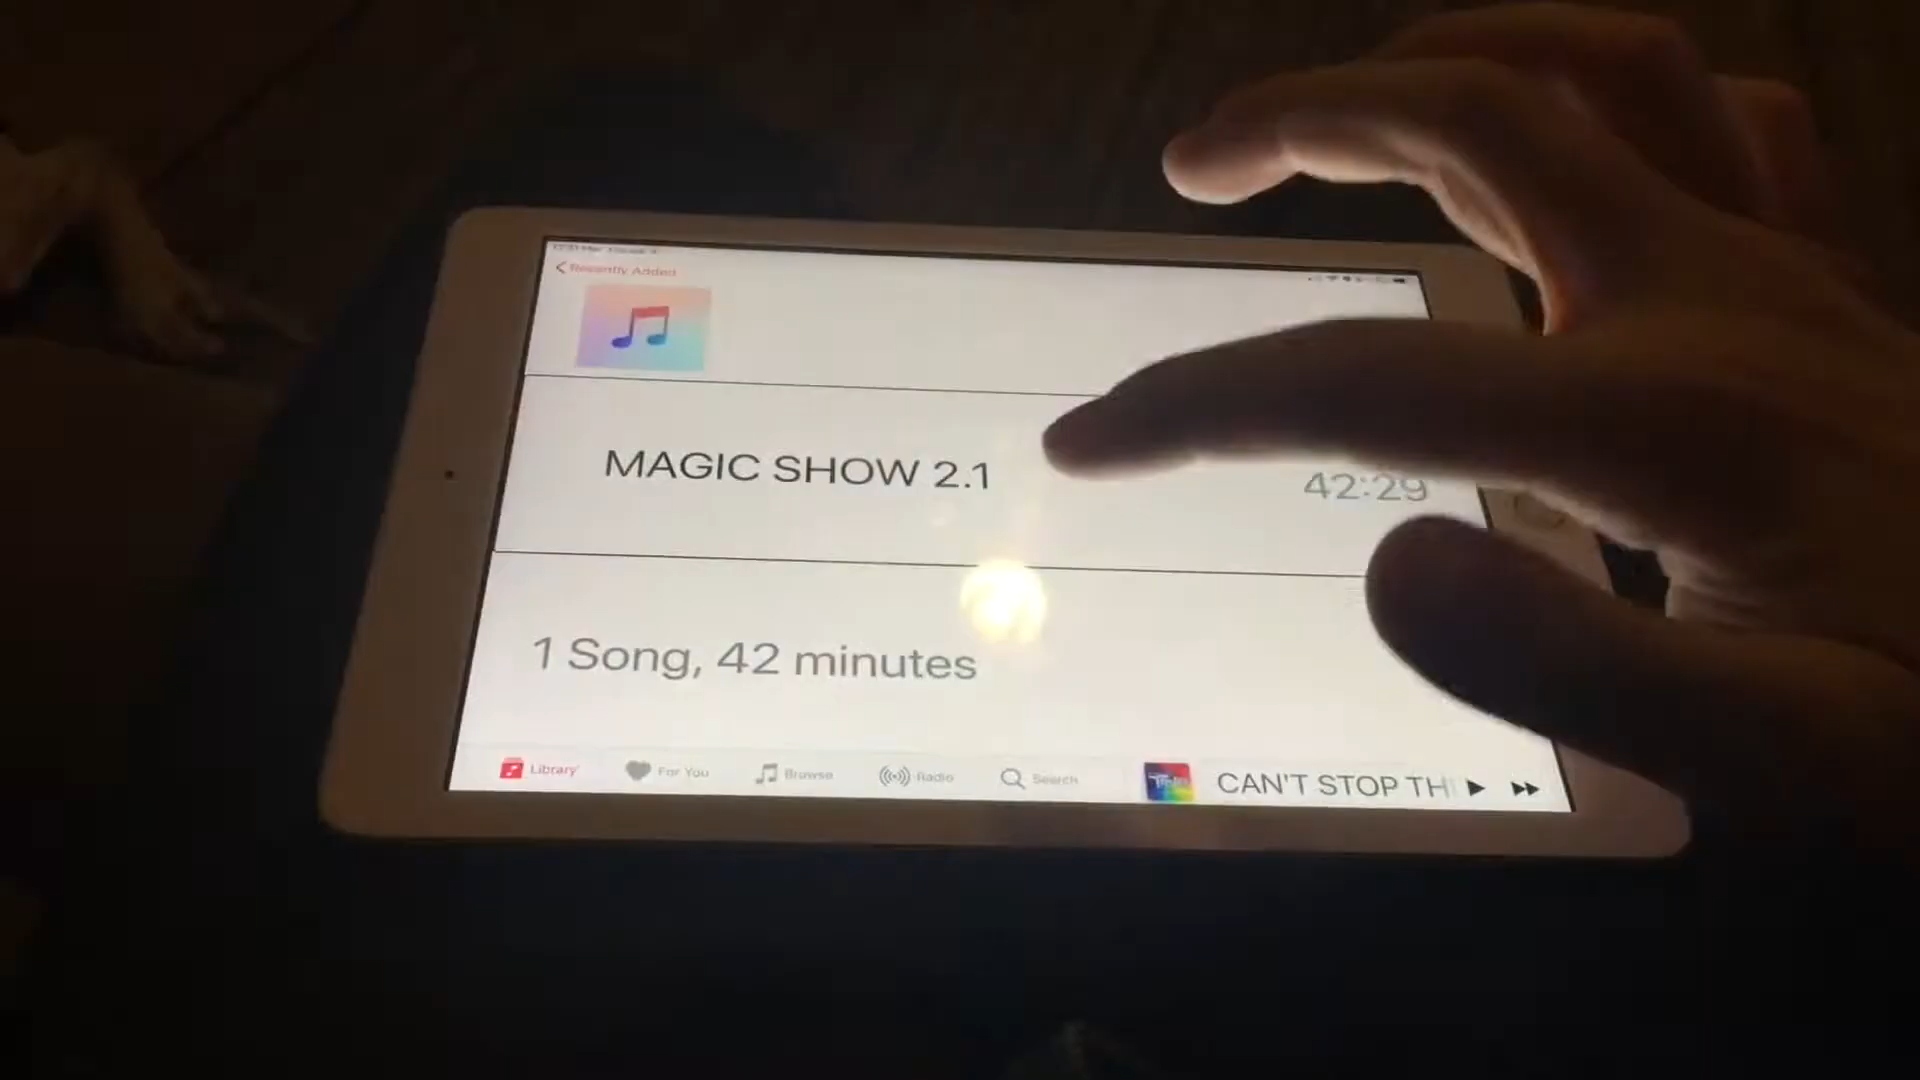 Recently Added
MAGIC SHOW 2.1
42:29
1 Song, 42 minutes
Library
For You
Browse
Radio
Search
CAN'T STOP TH